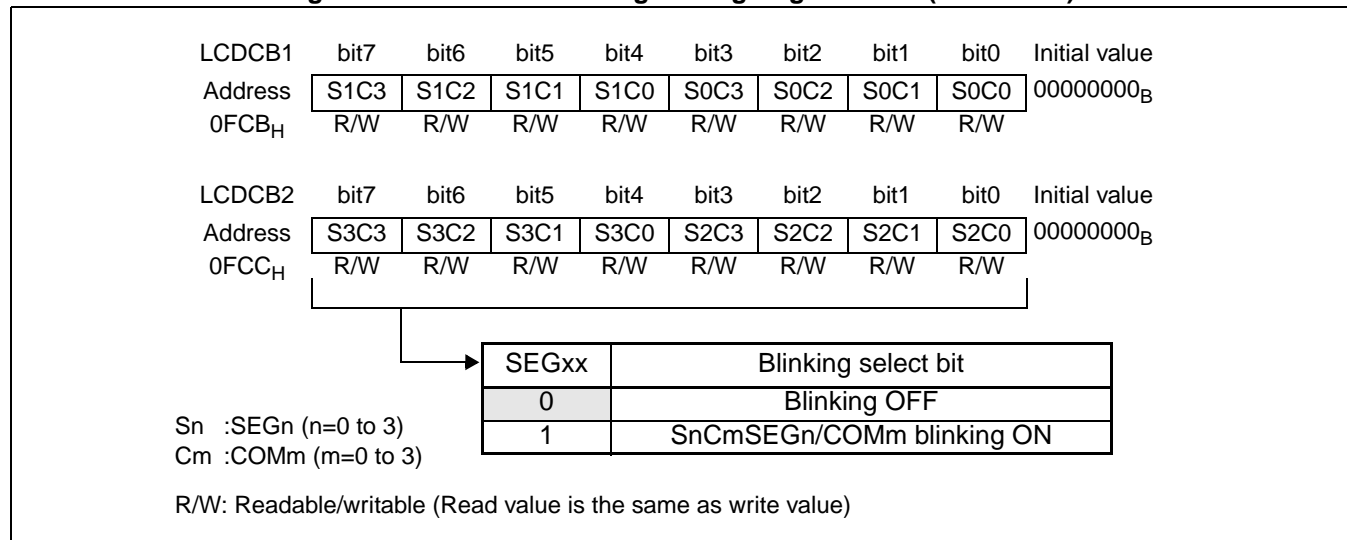 LCDCB1 bit7 bit6 bit5 bit4 bit3 bit2 bit1 bit0 Initial value
Address S1C3 S1C2 S1C1 S1C0 S0C3 S0C2 S0C1 S0C0 00000000B
0FCBH R/W R/W R/W R/W R/W R/W R/W R/W
LCDCB2 bit7 bit6 bit5 bit4 bit3 bit2 bit1 bit0 Initial value
Address S3C3 S3C2 S3C1 S3C0 S2C3 S2C2 S2C1 S2C0 00000000B
0FCCH R/W R/W R/W R/W R/W R/W R/W R/W
SEGxx Blinking select bit
0 Blinking OFF
1 SnCmSEGn/COMm blinking ON
Sn :SEGn (n=0 to 3)
Cm :COMm (m=0 to 3)
R/W: Readable/writable (Read value is the same as write value)